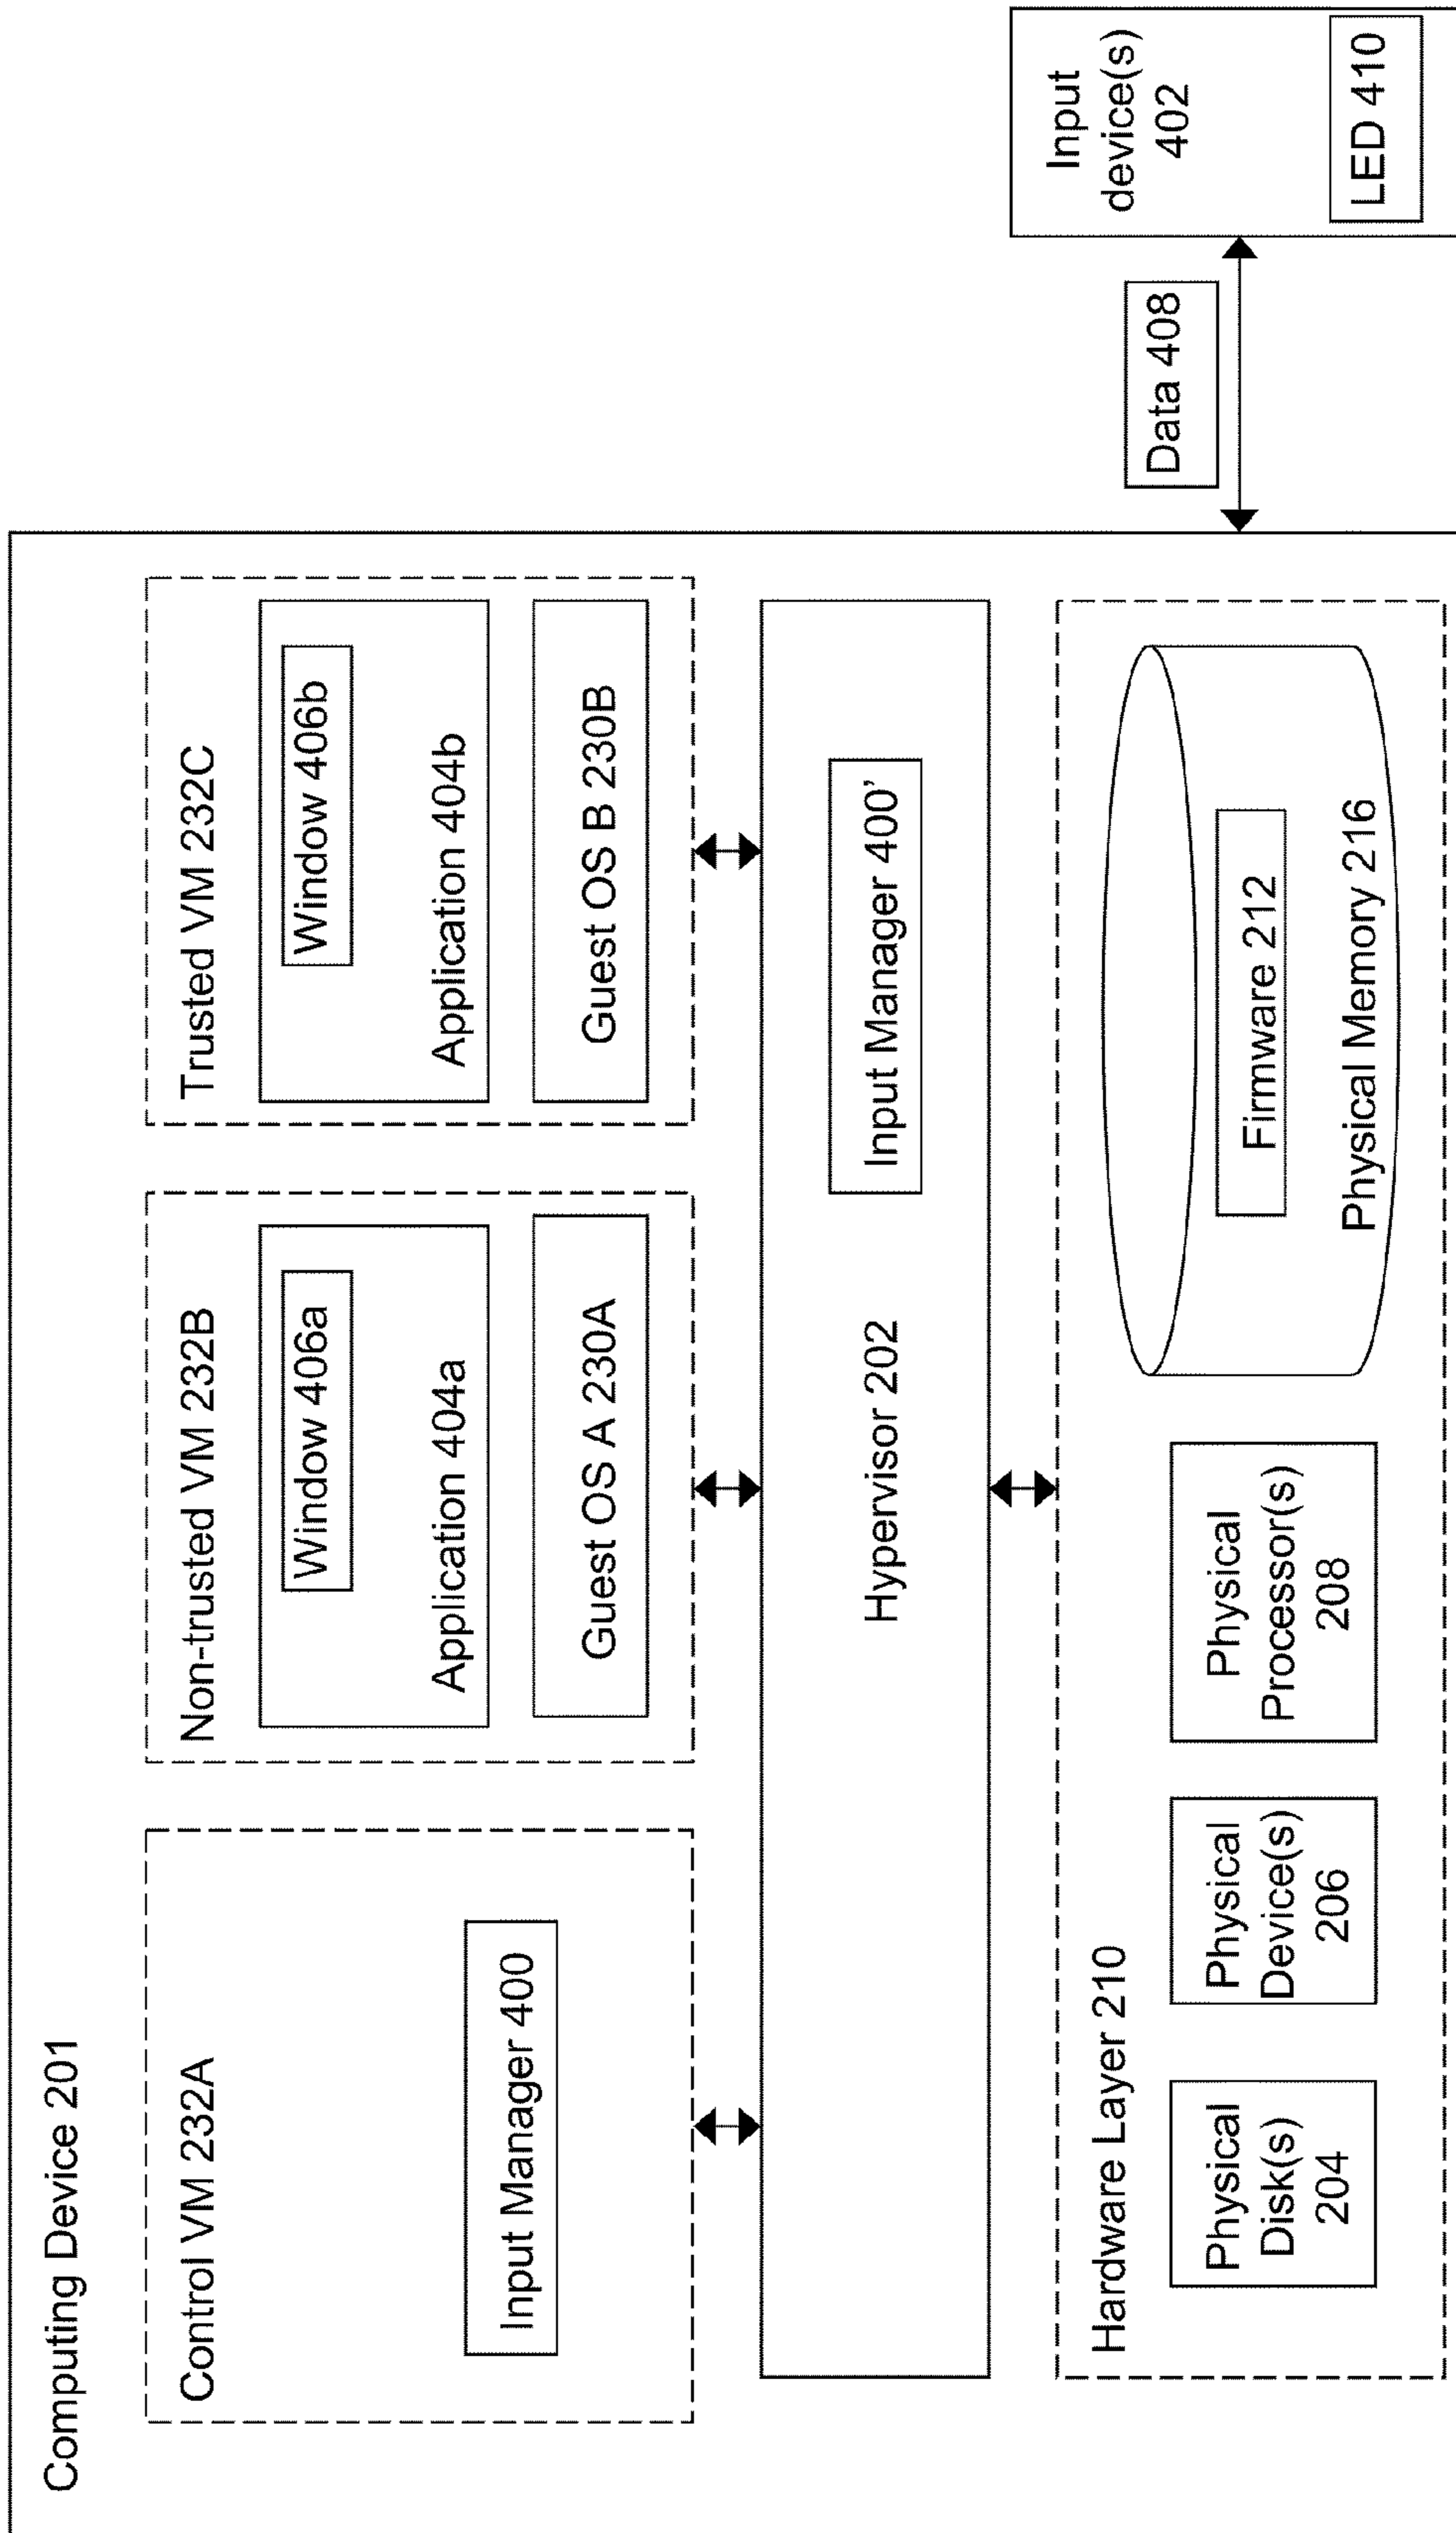 Computing Device 201
Control VM 232A
Input Manager 400
Non-trusted VM 232B
Window 406a
Application 404a
Guest OS A 230A
Trusted VM 232C
Window 406b
Application 404b
Guest OS B 230B
Hypervisor 202
Input Manager 400’
Hardware Layer 210
Physical
Disk(s)
204
Physical
Device(s)
206
Physical
Processor(s)
208
Firmware 212
Physical Memory 216
Data 408
Input
device(s)
402
LED 410